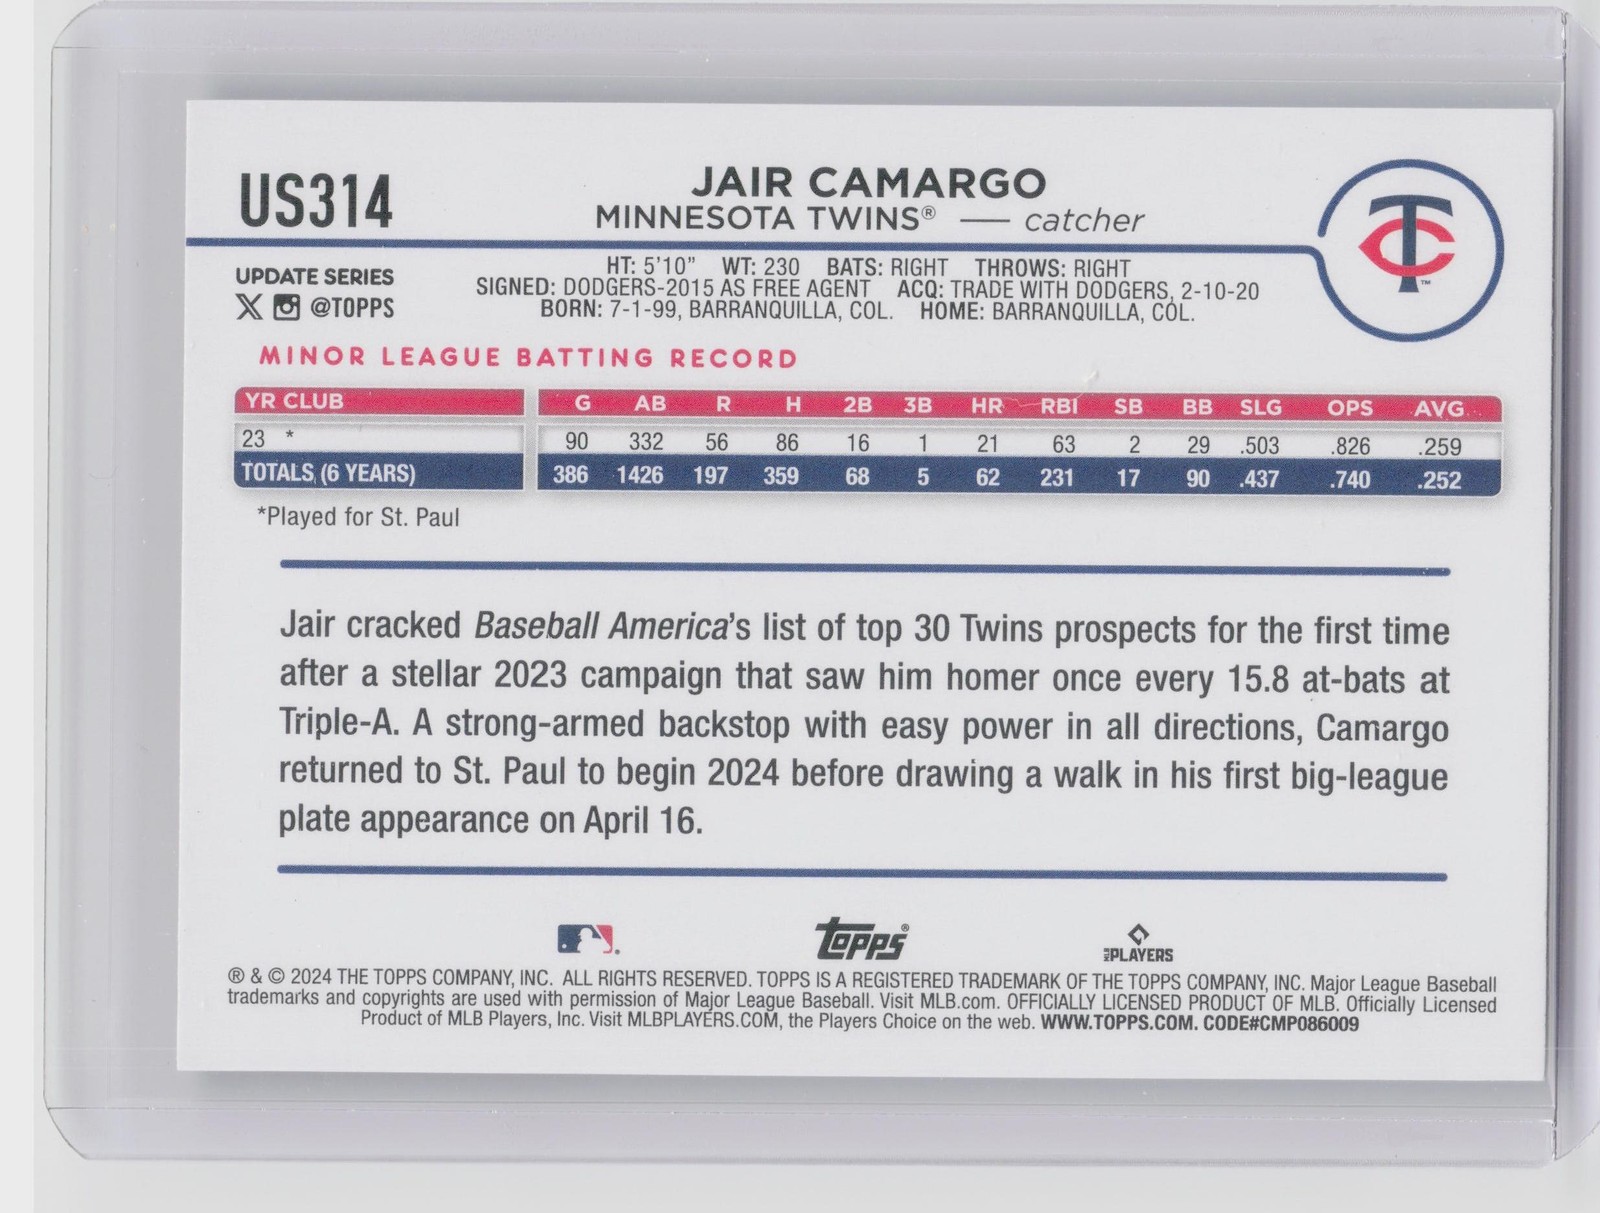 US314
JAIR CAMARGO
MINNESOTA TWINS® — catcher
UPDATE SERIES
X @TOPPS
HT: 5'10" WT: 230 BATS: RIGHT THROWS: RIGHT
SIGNED: DODGERS-2015 AS FREE AGENT ACQ: TRADE WITH DODGERS, 2-10-20
BORN: 7-1-99, BARRANQUILLA, COL. HOME: BARRANQUILLA, COL.
TC™
MINOR LEAGUE BATTING RECORD
YR CLUB G AB R H 2B 3B HR RBI SB BB SLG OPS AVG.
23 * 90 332 56 86 16 1 21 63 2 29 .503 .826 .259
TOTALS (6 YEARS) 386 1426 197 359 68 5 62 231 17 90 .437 .740 .252
*Played for St. Paul
Jair cracked Baseball America's list of top 30 Twins prospects for the first time
after a stellar 2023 campaign that saw him homer once every 15.8 at-bats at
Triple-A. A strong-armed backstop with easy power in all directions, Camargo
returned to St. Paul to begin 2024 before drawing a walk in his first big-league
plate appearance on April 16.
TOPPS®
MLB PLAYERS
® & © 2024 THE TOPPS COMPANY, INC. ALL RIGHTS RESERVED. TOPPS IS A REGISTERED TRADEMARK OF THE TOPPS COMPANY, INC. Major League Baseball
trademarks and copyrights are used with permission of Major League Baseball. Visit MLB.com. OFFICIALLY LICENSED PRODUCT OF MLB. Officially Licensed
Product of MLB Players, Inc. Visit MLBPLAYERS.COM, the Players Choice on the web. WWW.TOPPS.COM. CODE#CMP086009